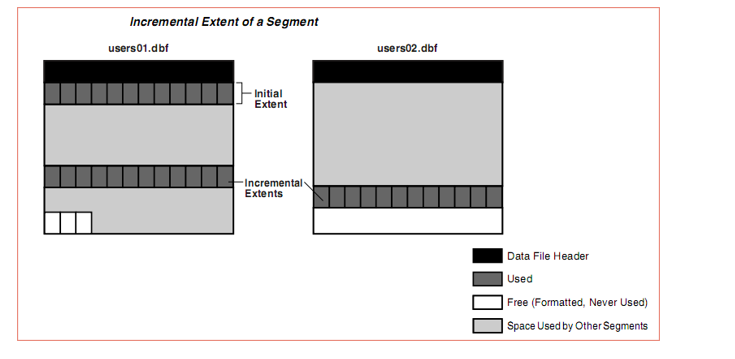 Incremental Extent of a Segment
users01.dbf
users02.dbf
Initial
Extent
Incremental
Extents
Data File Header
Used
Free (Formatted, Never Used)
Space Used by Other Segments